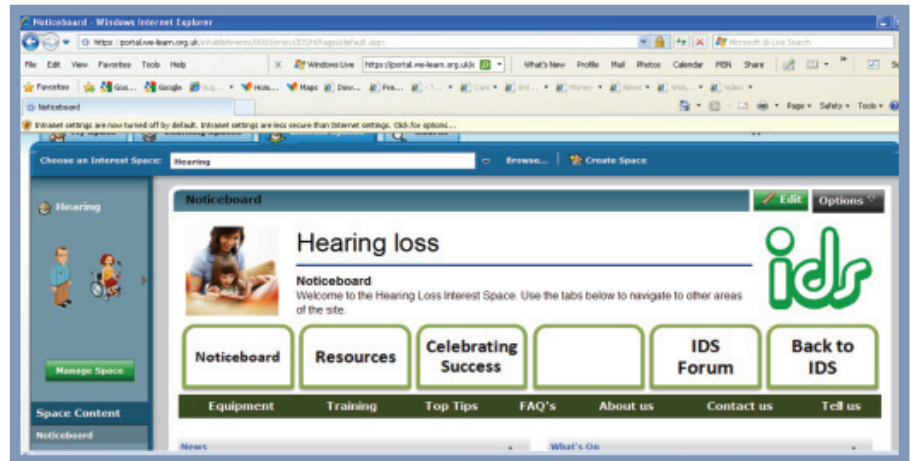 Noticeboard - Windows Internet Explorer
File Edit View Favorites Tools Help
Windows Live
What's New Profile Mail Photos Calendar MSN Share
Favorites
Google
Maps
Noticeboard
Page Safety Tools
Intranet settings are now turned off by default. Intranet settings are less secure than Internet settings. Click for options...
Choose an Interest Space: Hearing Browse... Create Space
Hearing
Noticeboard Edit Options
Hearing loss
ids
Noticeboard
Welcome to the Hearing Loss Interest Space. Use the tabs below to navigate to other areas
of the site.
Noticeboard Resources Celebrating Success IDS Forum Back to IDS
Manage Space
Equipment Training Top Tips FAQ's About us Contact us Tell us
Space Content
Noticeboard
News What's On